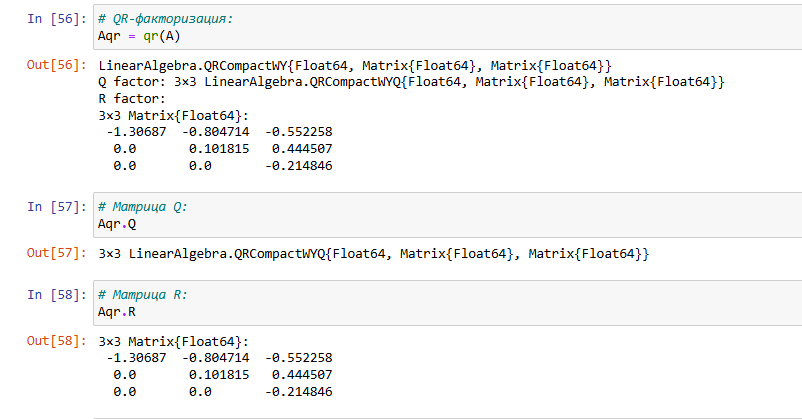 In [56]: # QR-факторизация:
Aqr = qr(A)
Out[56]: LinearAlgebra.QRCompactWY{Float64, Matrix{Float64}, Matrix{Float64}}
Q factor: 3×3 LinearAlgebra.QRCompactWYQ{Float64, Matrix{Float64}, Matrix{Float64}}
R factor:
3×3 Matrix{Float64}:
-1.30687 -0.804714 -0.552258
0.0 0.101815 0.444507
0.0 0.0 -0.214846
In [57]: # Матрица Q:
Aqr.Q
Out[57]: 3×3 LinearAlgebra.QRCompactWYQ{Float64, Matrix{Float64}, Matrix{Float64}}
In [58]: # Матрица R:
Aqr.R
Out[58]: 3×3 Matrix{Float64}:
-1.30687 -0.804714 -0.552258
0.0 0.101815 0.444507
0.0 0.0 -0.214846